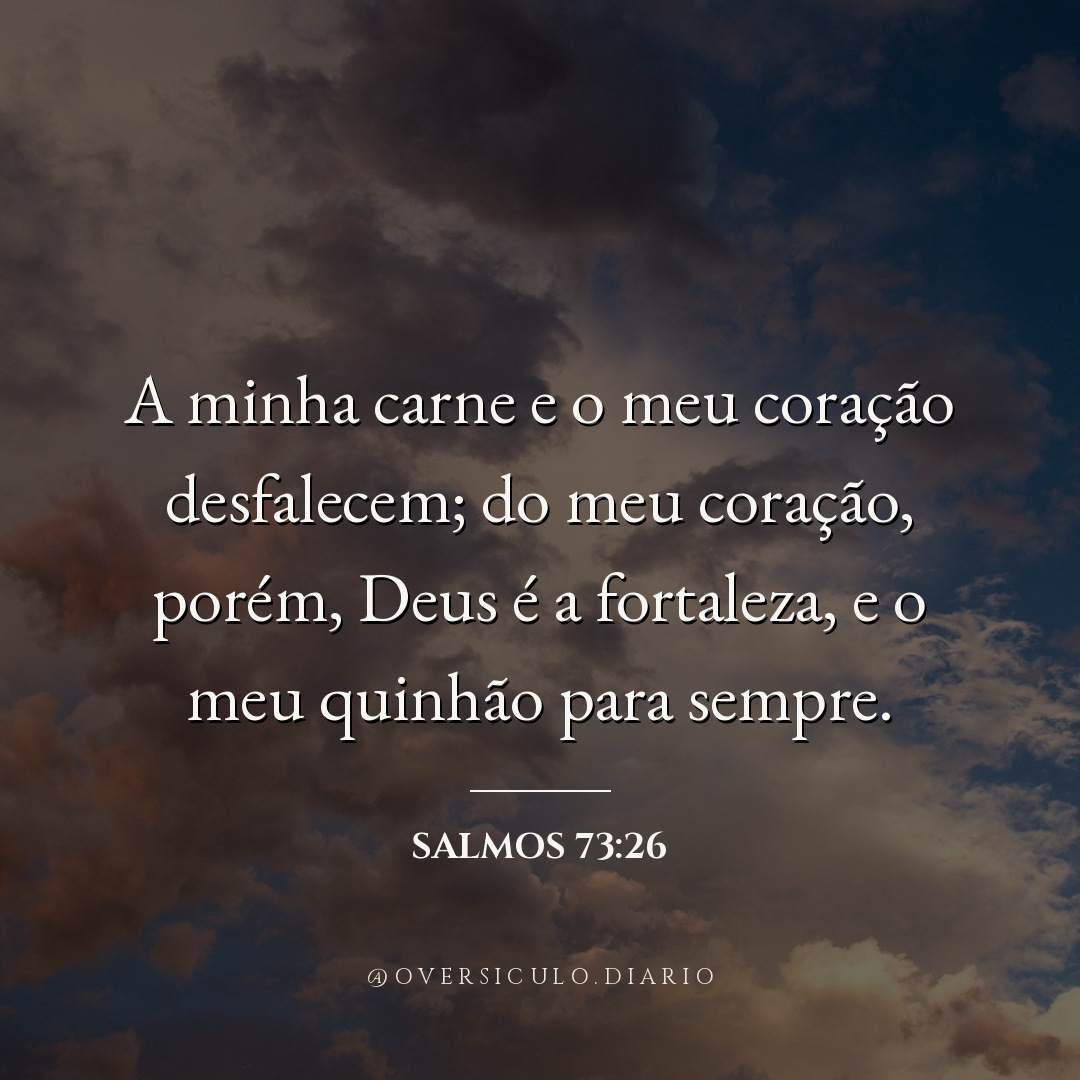 A minha carne e o meu coração
desfalecem; do meu coração,
porém, Deus é a fortaleza, e o
meu quinhão para sempre.
SALMOS 73:26
@OVERSICULO.DIARIO